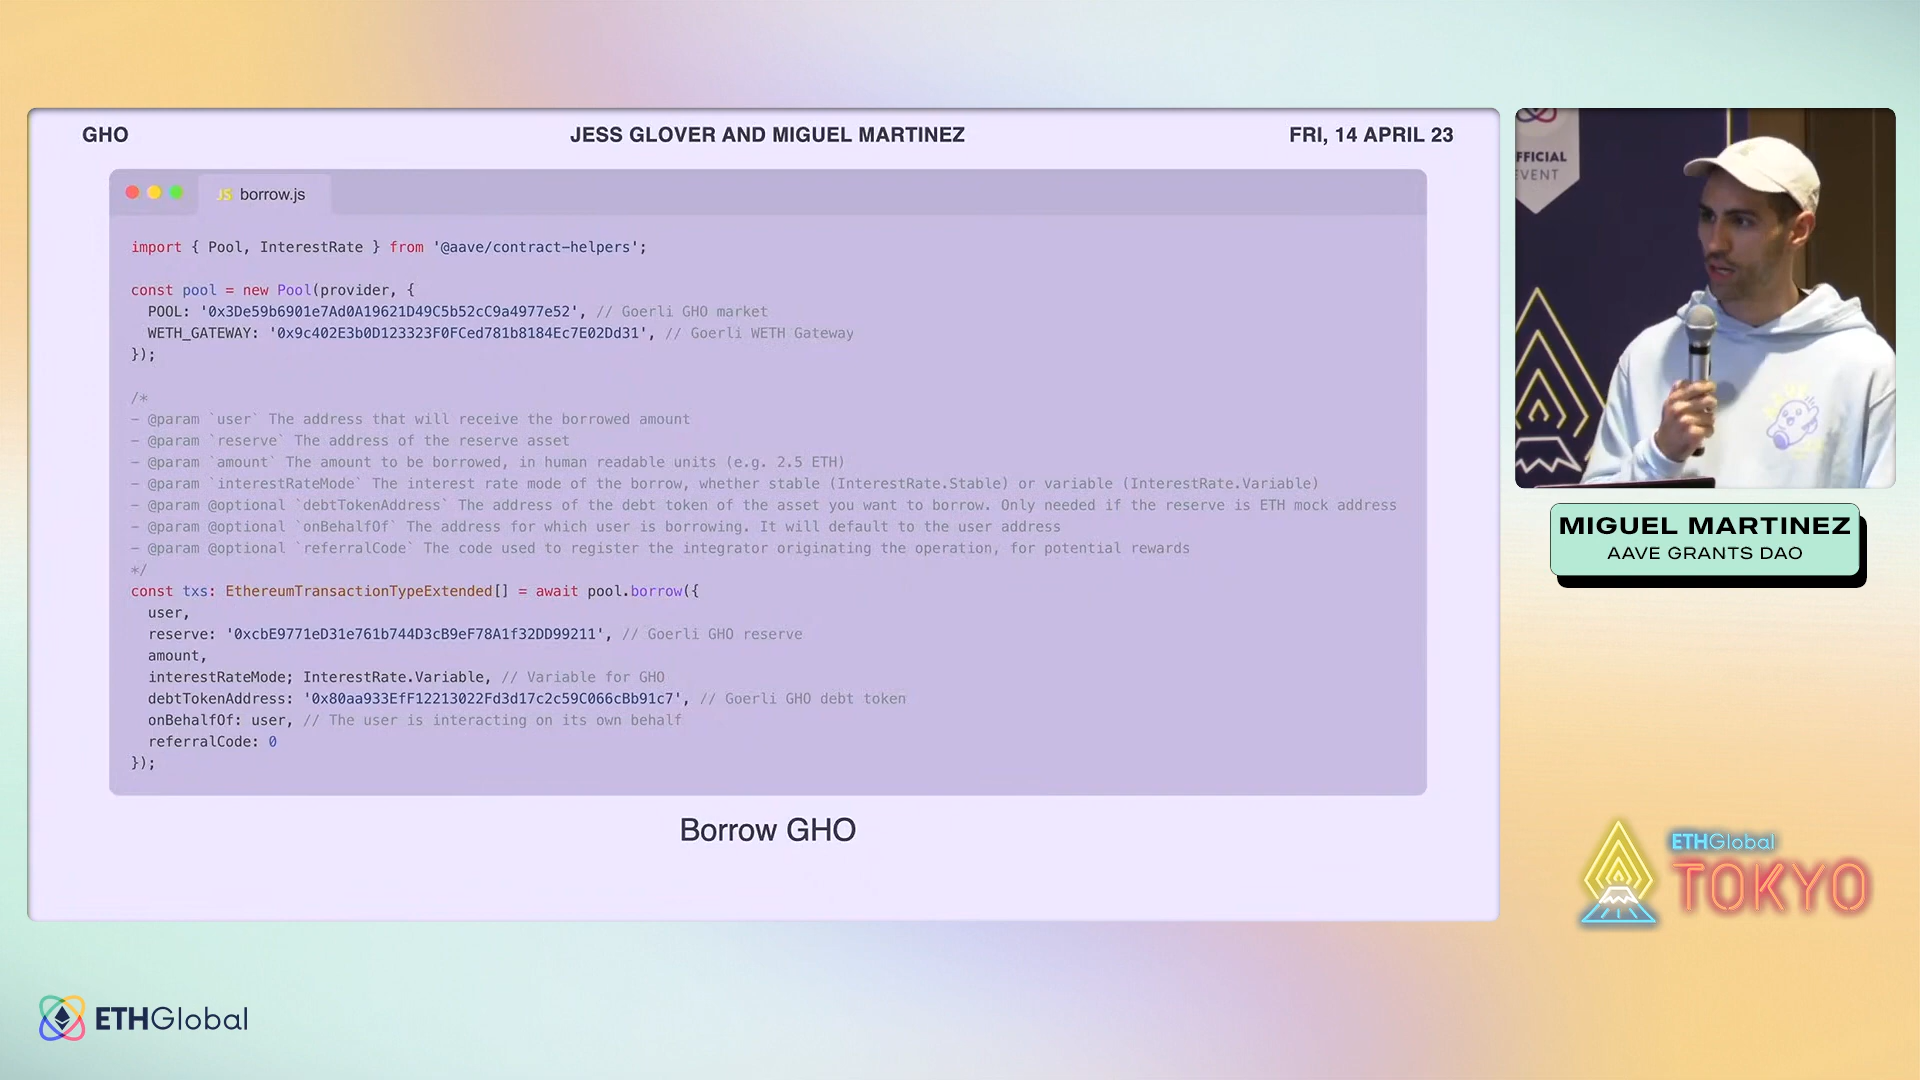 GHO
JESS GLOVER AND MIGUEL MARTINEZ
FRI, 14 APRIL 23
JS borrow.js
import { Pool, InterestRate } from '@aave/contract-helpers';
const pool = new Pool(provider, {
POOL: '0x3De59b6901e7Ad0A19621D49C5b52cC9a4977e52', // Goerli GHO market
WETH_GATEWAY: '0x9c402E3b0D123323F0FCed781b8184Ec7E02Dd31', // Goerli WETH Gateway
});
/*
- @param `user` The address that will receive the borrowed amount
- @param `reserve` The address of the reserve asset
- @param `amount` The amount to be borrowed, in human readable units (e.g. 2.5 ETH)
- @param `interestRateMode` The interest rate mode of the borrow, whether stable (InterestRate.Stable) or variable (InterestRate.Variable)
- @param @optional `debtTokenAddress` The address of the debt token of the asset you want to borrow. Only needed if the reserve is ETH mock address
- @param @optional `onBehalfOf` The address for which user is borrowing. It will default to the user address
- @param @optional `referralCode` The code used to register the integrator originating the operation, for potential rewards
*/
const txs: EthereumTransactionTypeExtended[] = await pool.borrow({
user,
reserve: '0xcbE9771eD31e761b744D3cB9eF78A1f32DD99211', // Goerli GHO reserve
amount,
interestRateMode; InterestRate.Variable, // Variable for GHO
debtTokenAddress: '0x80aa933EfF12213022Fd3d17c2c59C066cBb91c7', // Goerli GHO debt token
onBehalfOf: user, // The user is interacting on its own behalf
referralCode: 0
});
Borrow GHO
FFICIAL
EVENT
MIGUEL MARTINEZ
AAVE GRANTS DAO
ETHGlobal
TOKYO
ETHGlobal